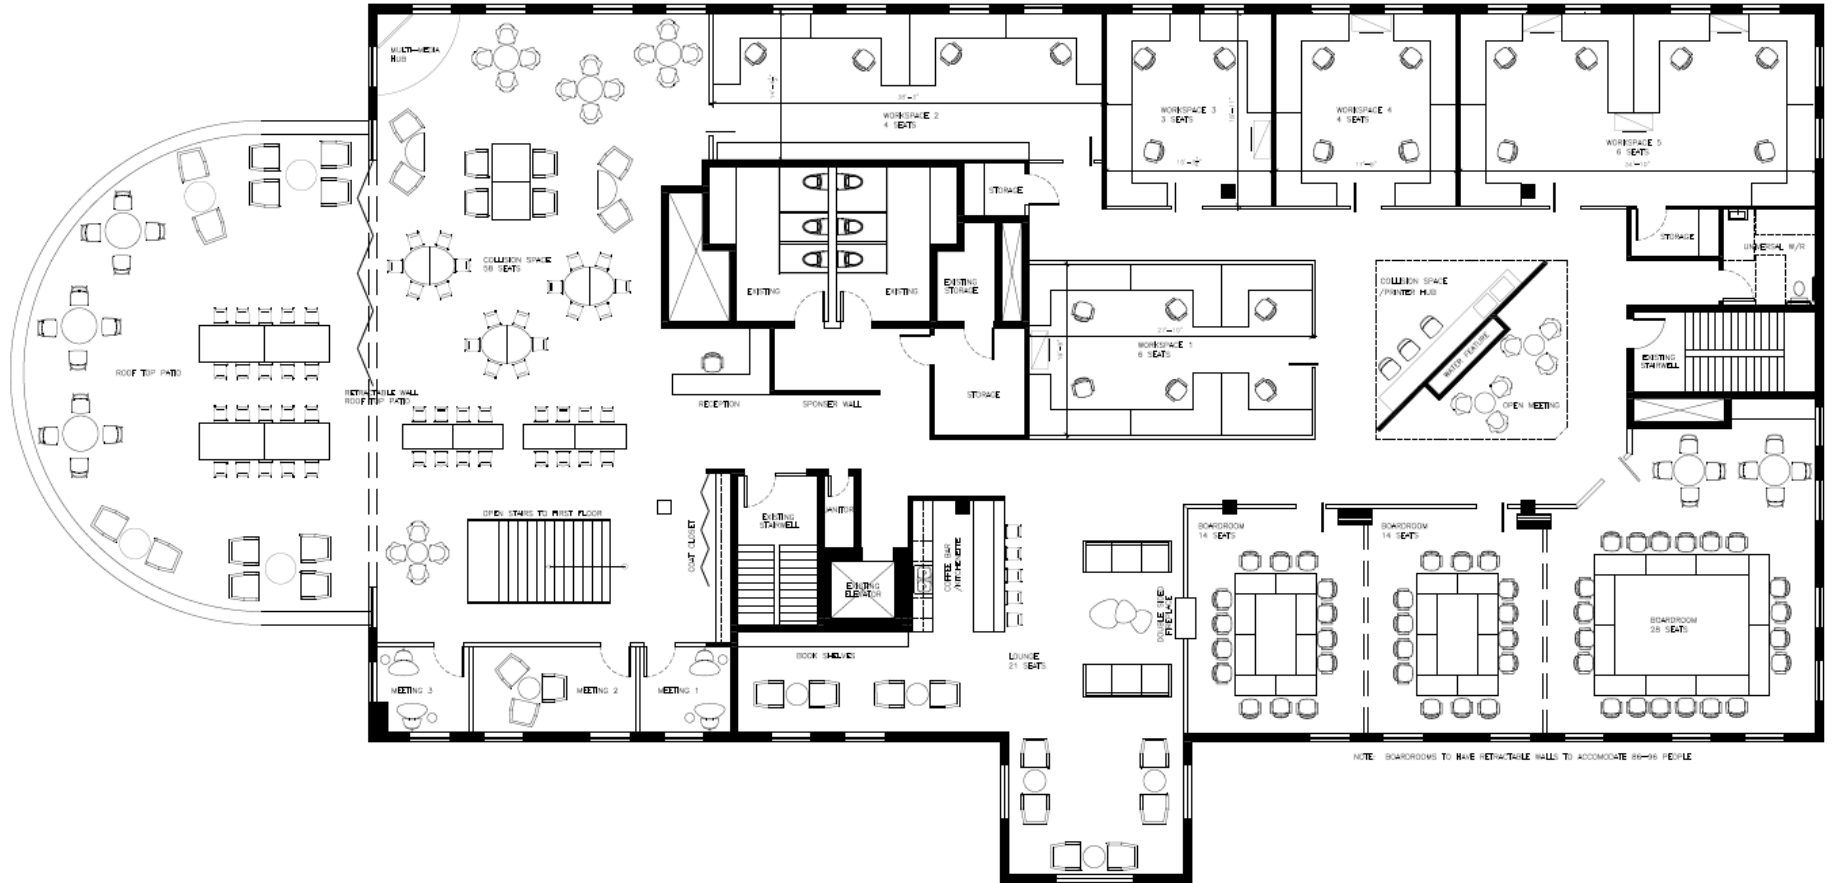 MULTI-MEDIA
HUB
WORKSPACE 2
4 SEATS
WORKSPACE 3
3 SEATS
WORKSPACE 4
4 SEATS
WORKSPACE 5
6 SEATS
STORAGE
STORAGE
UNIVERSAL W/R
COLLISION SPACE
58 SEATS
EXISTING
EXISTING
EXISTING
STORAGE
COLLISION SPACE
/PRINTER HUB
27'-10"
WORKSPACE 1
6 SEATS
WATER FEATURE
EXISTING
STAIRWELL
ROOF TOP PATIO
RETRACTABLE WALL
ROOF TOP PATIO
RECEPTION
SPONSER WALL
STORAGE
OPEN MEETING
OPEN STAIRS TO FIRST FLOOR
COAT CLOSET
EXISTING
STAIRWELL
JANITOR
EXISTING
ELEVATOR
COFFEE BAR
/KITCHENETTE
BOARDROOM
14 SEATS
BOARDROOM
14 SEATS
DOUBLE SIDED
FIREPLACE
BOARDROOM
28 SEATS
BOOK SHELVES
LOUNGE
21 SEATS
MEETING 3
MEETING 2
MEETING 1
NOTE: BOARDROOMS TO HAVE RETRACTABLE WALLS TO ACCOMODATE 86-96 PEOPLE